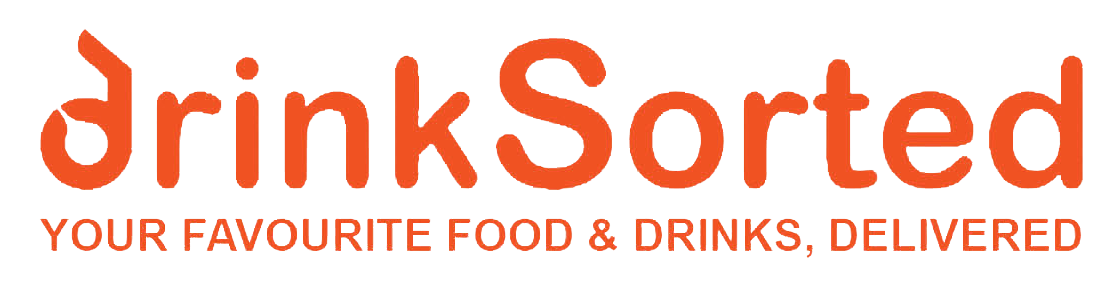 drinkSorted
YOUR FAVOURITE FOOD & DRINKS, DELIVERED